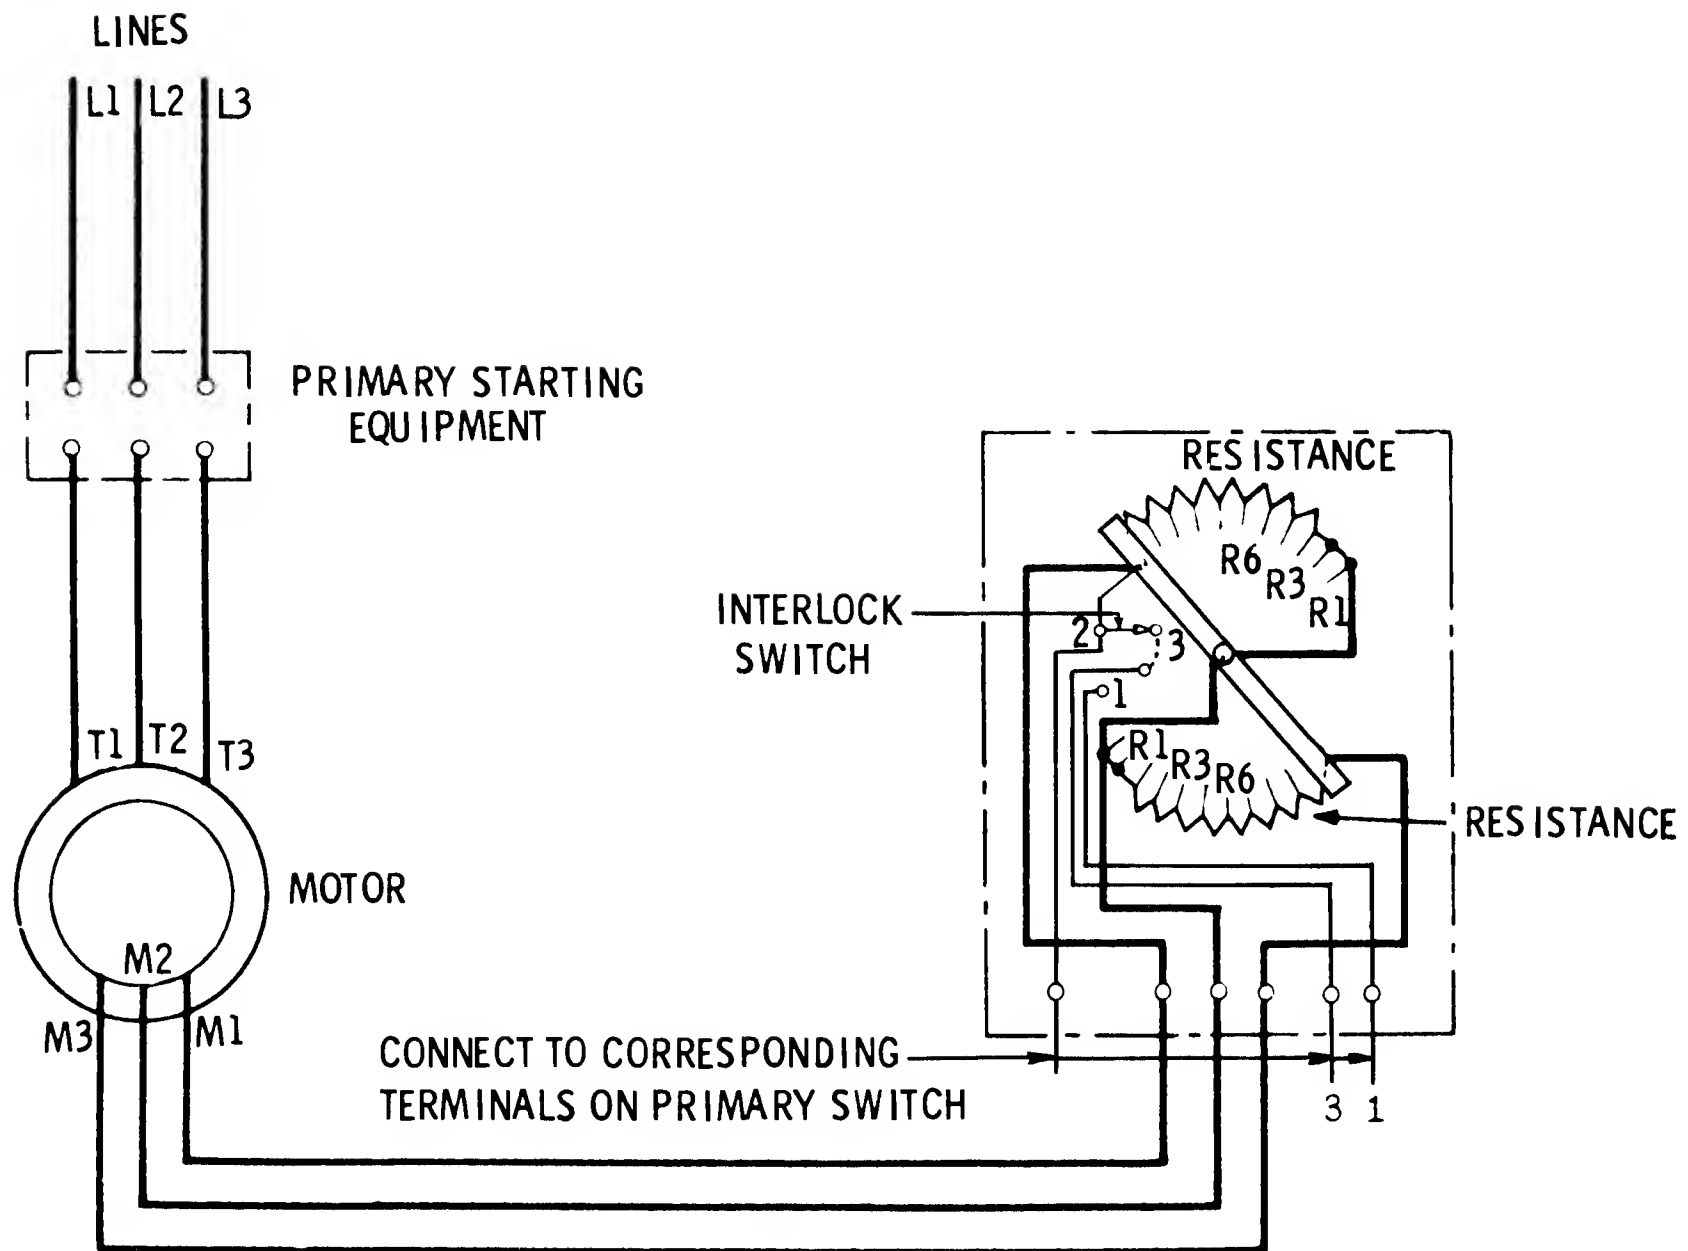 LINES
L1 L2 L3
PRIMARY STARTING
EQUIPMENT
T1 T2 T3
MOTOR
M2
M3 M1
RESISTANCE
R6
R3
R1
INTERLOCK
SWITCH
2
3
1
R1
R3
R6
RESISTANCE
CONNECT TO CORRESPONDING
TERMINALS ON PRIMARY SWITCH
3 1